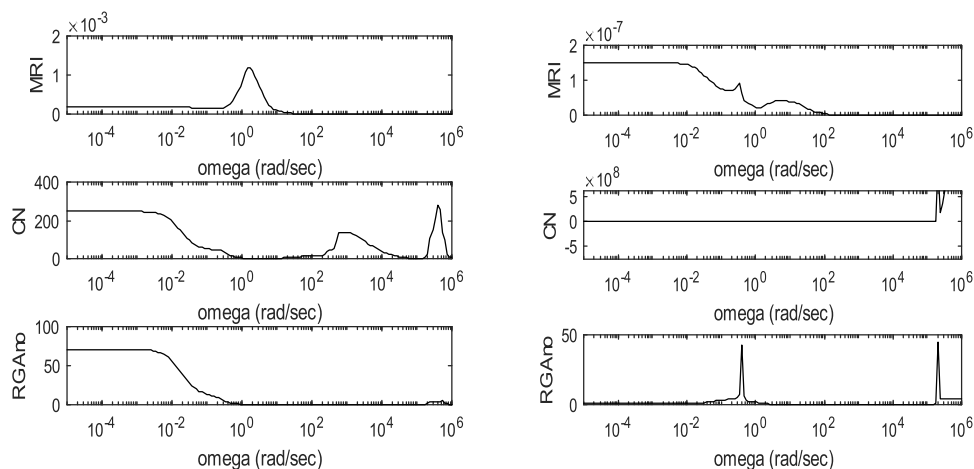 ×10⁻³
2
1
0
MRI
10⁻⁴ 10⁻² 10⁰ 10² 10⁴ 10⁶
omega (rad/sec)
400
200
0
CN
10⁻⁴ 10⁻² 10⁰ 10² 10⁴ 10⁶
omega (rad/sec)
100
50
0
RGAno
10⁻⁴ 10⁻² 10⁰ 10² 10⁴ 10⁶
omega (rad/sec)
×10⁻⁷
2
1
0
MRI
10⁻⁴ 10⁻² 10⁰ 10² 10⁴ 10⁶
omega (rad/sec)
×10⁸
5
0
-5
CN
10⁻⁴ 10⁻² 10⁰ 10² 10⁴ 10⁶
omega (rad/sec)
50
0
RGAno
10⁻⁴ 10⁻² 10⁰ 10² 10⁴ 10⁶
omega (rad/sec)